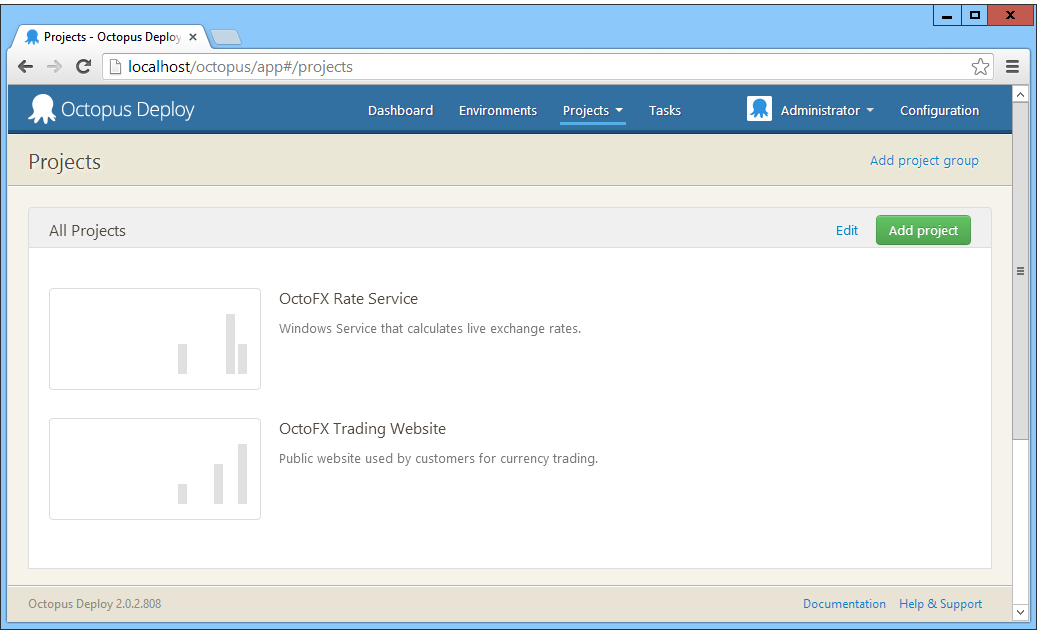 Projects - Octopus Deploy
localhost/octopus/app#/projects
Octopus Deploy Dashboard Environments Projects Tasks Administrator Configuration
Projects Add project group
All Projects Edit Add project
OctoFX Rate Service
Windows Service that calculates live exchange rates.
OctoFX Trading Website
Public website used by customers for currency trading.
Octopus Deploy 2.0.2.808 Documentation Help & Support